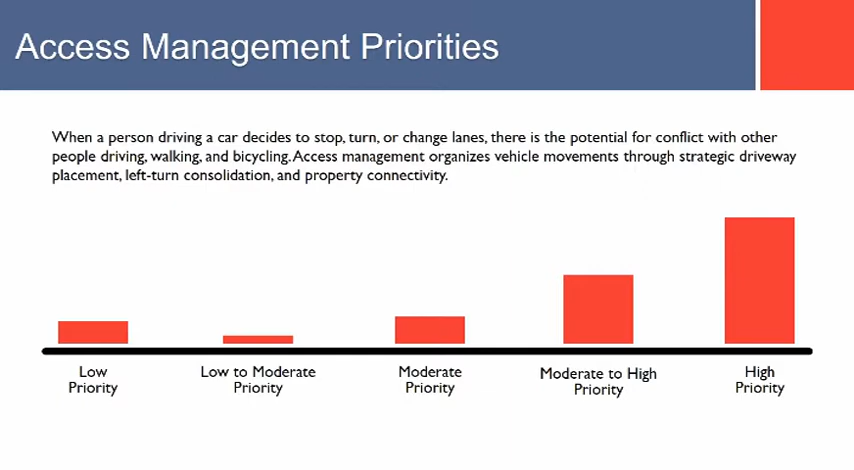 Access Management Priorities
When a person driving a car decides to stop, turn, or change lanes, there is the potential for conflict with other
people driving, walking, and bicycling. Access management organizes vehicle movements through strategic driveway
placement, left-turn consolidation, and property connectivity.
Low
Priority
Low to Moderate
Priority
Moderate
Priority
Moderate to High
Priority
High
Priority